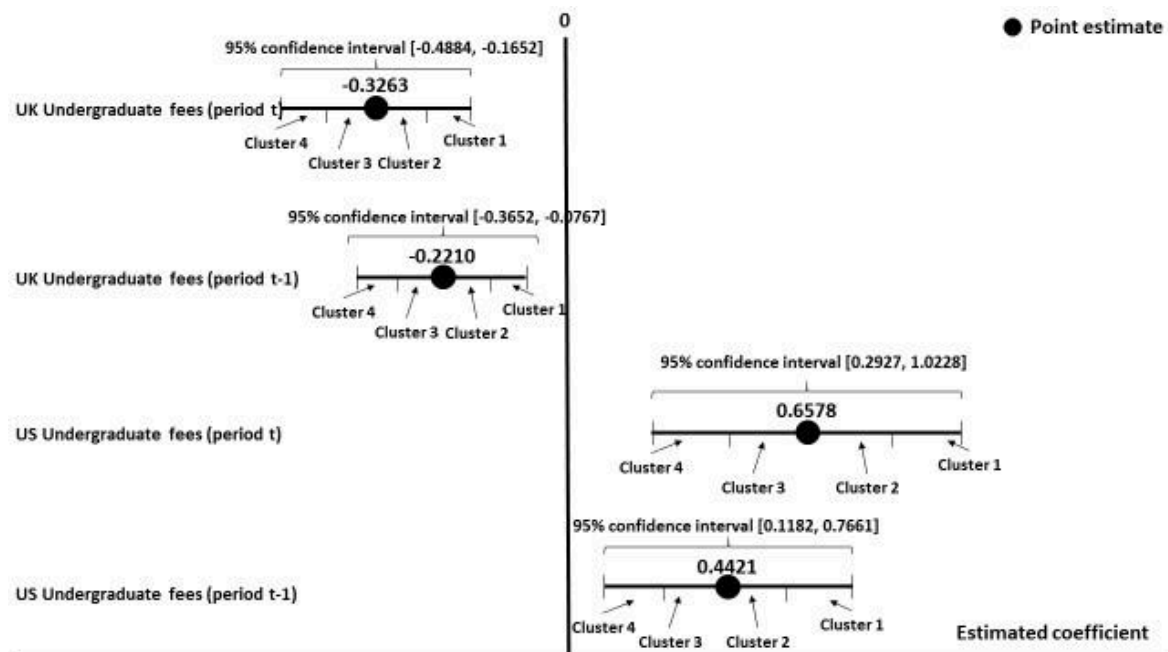 0
Point estimate
95% confidence interval [-0.4884, -0.1652]
-0.3263
UK Undergraduate fees (period t)
Cluster 4
Cluster 1
Cluster 3
Cluster 2
95% confidence interval [-0.3652, -0.0767]
-0.2210
UK Undergraduate fees (period t-1)
Cluster 4
Cluster 1
Cluster 3
Cluster 2
95% confidence interval [0.2927, 1.0228]
0.6578
US Undergraduate fees (period t)
Cluster 4
Cluster 1
Cluster 3
Cluster 2
95% confidence interval [0.1182, 0.7661]
0.4421
US Undergraduate fees (period t-1)
Cluster 4
Cluster 1
Cluster 3
Cluster 2
Estimated coefficient